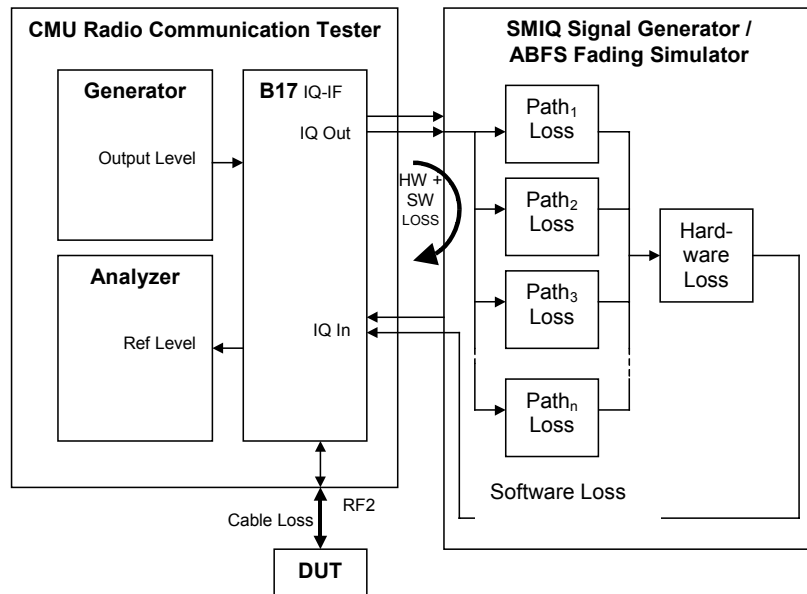 CMU Radio Communication Tester
Generator
Output Level
Analyzer
Ref Level
B17 IQ-IF
IQ Out
IQ In
HW +
SW
LOSS
RF2
Cable Loss
DUT
SMIQ Signal Generator /
ABFS Fading Simulator
Path1
Loss
Path2
Loss
Path3
Loss
Pathn
Loss
Hard-
ware
Loss
Software Loss